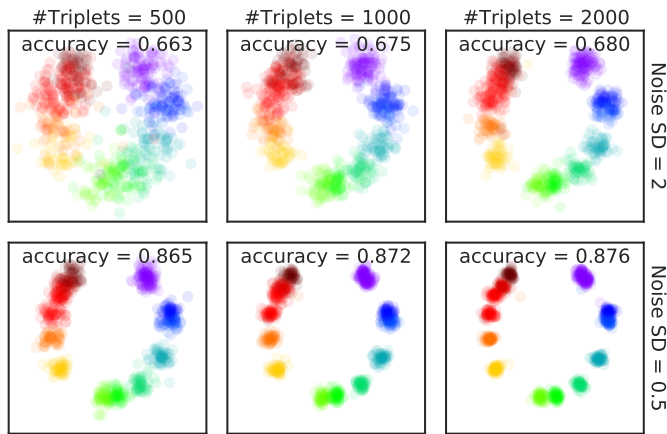 #Triplets = 500 #Triplets = 1000 #Triplets = 2000
accuracy = 0.663 accuracy = 0.675 accuracy = 0.680
Noise SD = 2
accuracy = 0.865 accuracy = 0.872 accuracy = 0.876
Noise SD = 0.5